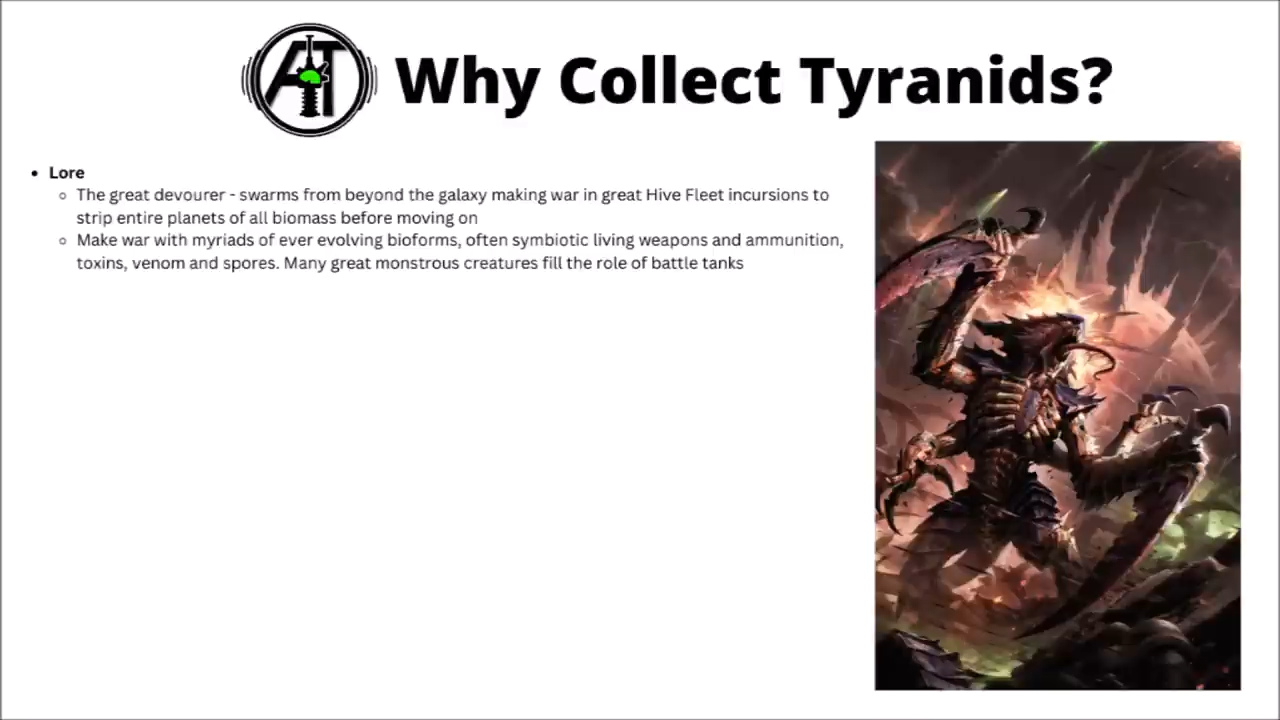 AT
Why Collect Tyranids?
• Lore
○ The great devourer - swarms from beyond the galaxy making war in great Hive Fleet incursions to
strip entire planets of all biomass before moving on
○ Make war with myriads of ever evolving bioforms, often symbiotic living weapons and ammunition,
toxins, venom and spores. Many great monstrous creatures fill the role of battle tanks